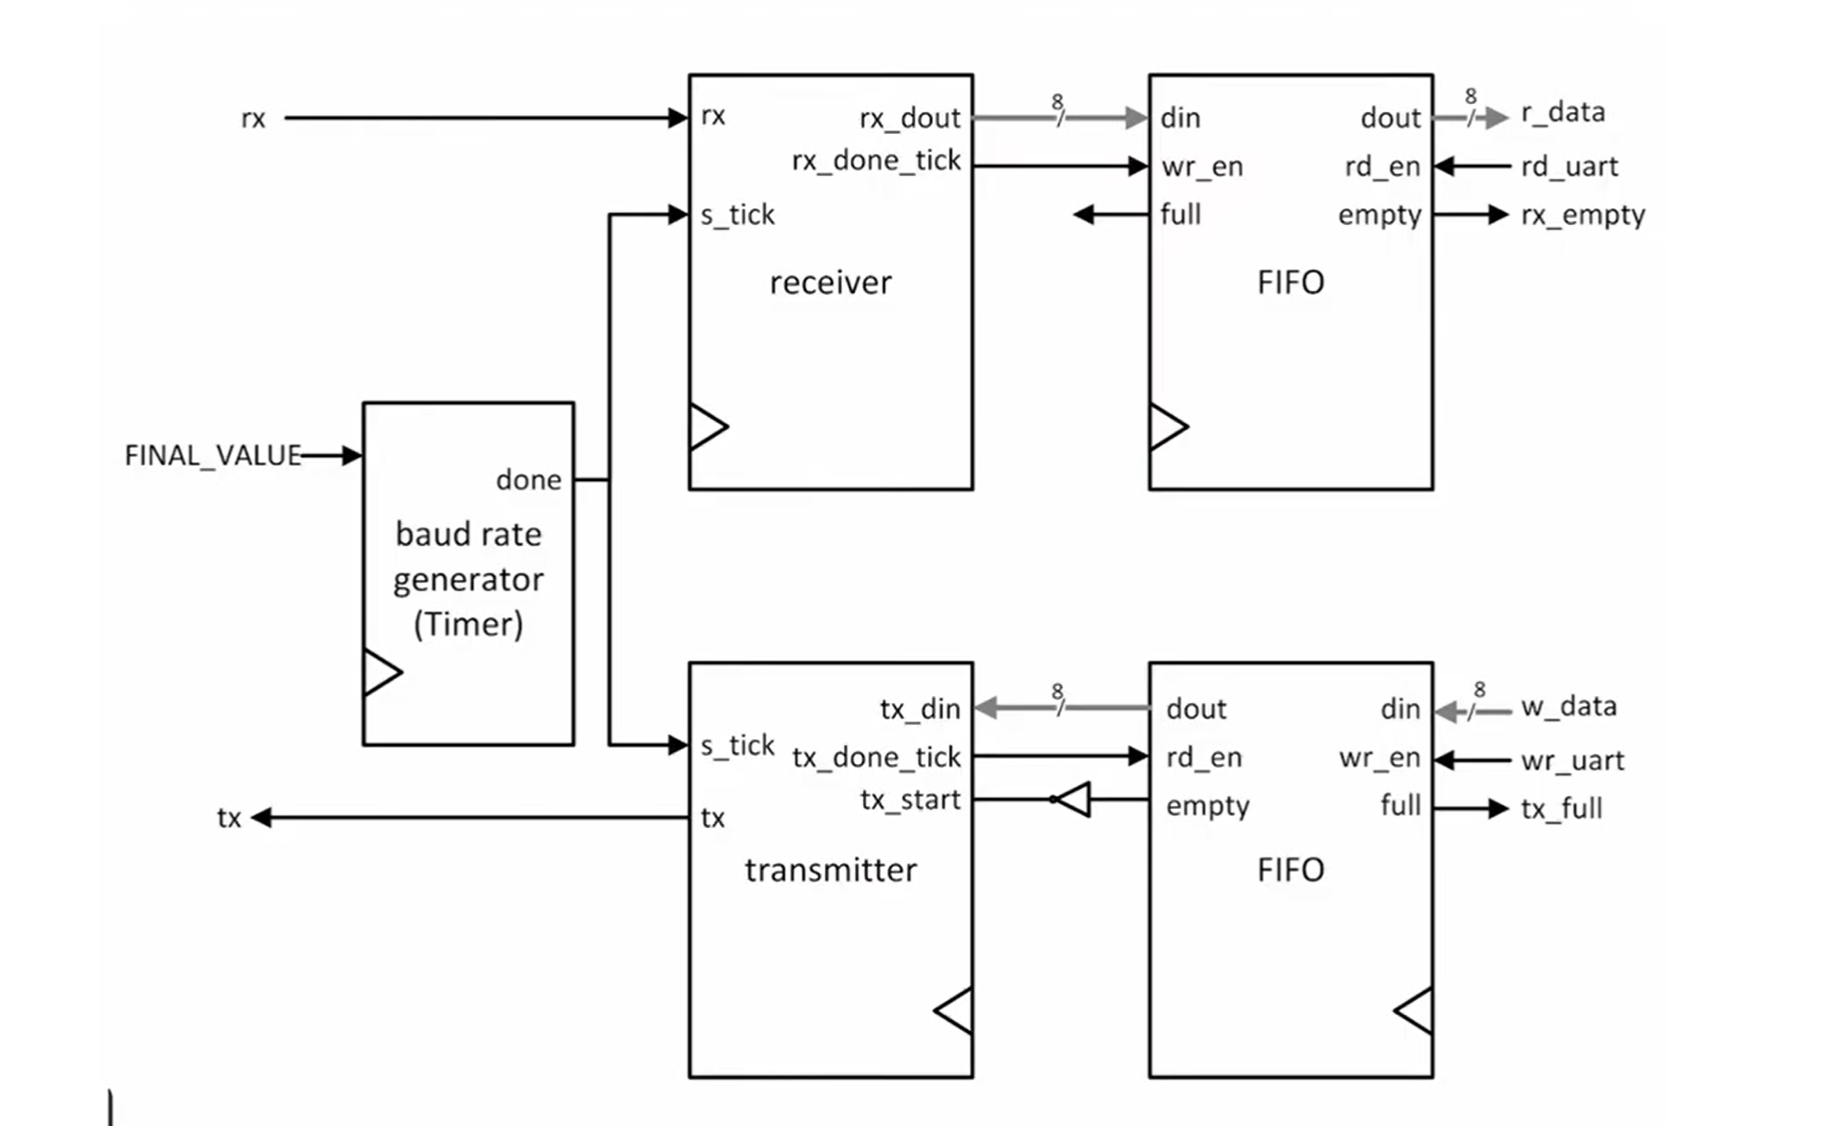 rx
rx
rx_dout
8
din
dout
8
r_data
rx_done_tick
wr_en
rd_en
rd_uart
s_tick
full
empty
rx_empty
receiver
FIFO
FINAL_VALUE
done
baud rate
generator
(Timer)
tx_din
8
dout
din
8
w_data
s_tick
tx_done_tick
rd_en
wr_en
wr_uart
tx_start
empty
full
tx_full
tx
tx
transmitter
FIFO